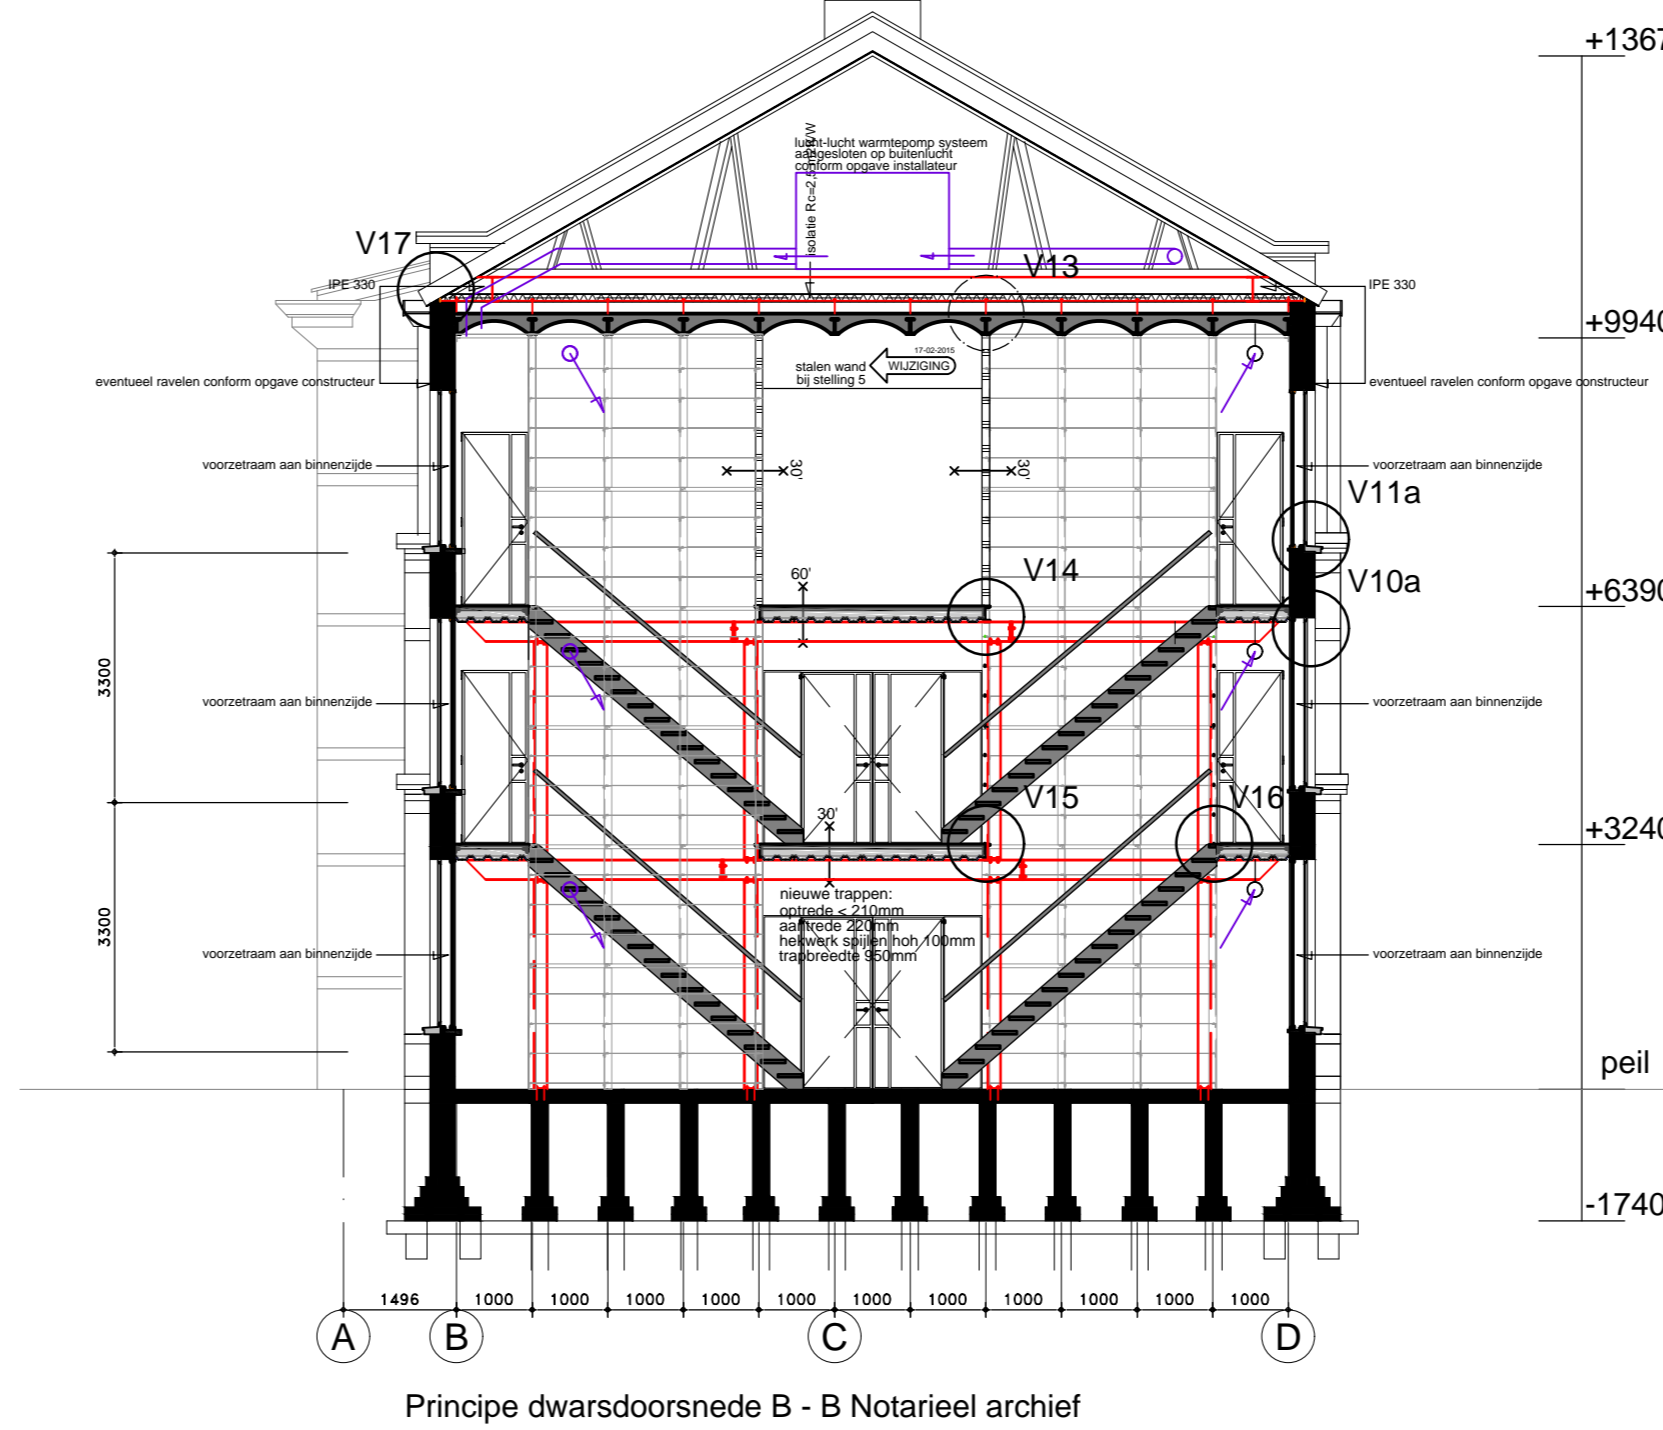 +1367
lucht-lucht warmtepomp systeem
aangesloten op buitenlucht
conform opgave installateur
isolatie Rc=2,5 m2K/W
V17
V13
IPE 330
IPE 330
+9940
17-02-2015
WIJZIGING
stalen wand
bij stelling 5
eventueel ravelen conform opgave constructeur
eventueel ravelen conform opgave constructeur
voorzetraam aan binnenzijde
30'
30'
voorzetraam aan binnenzijde
V11a
60'
V14
V10a
+6390
3300
voorzetraam aan binnenzijde
voorzetraam aan binnenzijde
V15
V16
30'
+3240
nieuwe trappen:
optrede < 210mm
aantrede 220mm
hekwerk spijlen hoh 100mm
trapbreedte 950mm
3300
voorzetraam aan binnenzijde
voorzetraam aan binnenzijde
peil
-1740
1496 1000 1000 1000 1000 1000 1000 1000 1000 1000 1000 1000
A B C D
Principe dwarsdoorsnede B - B Notarieel archief